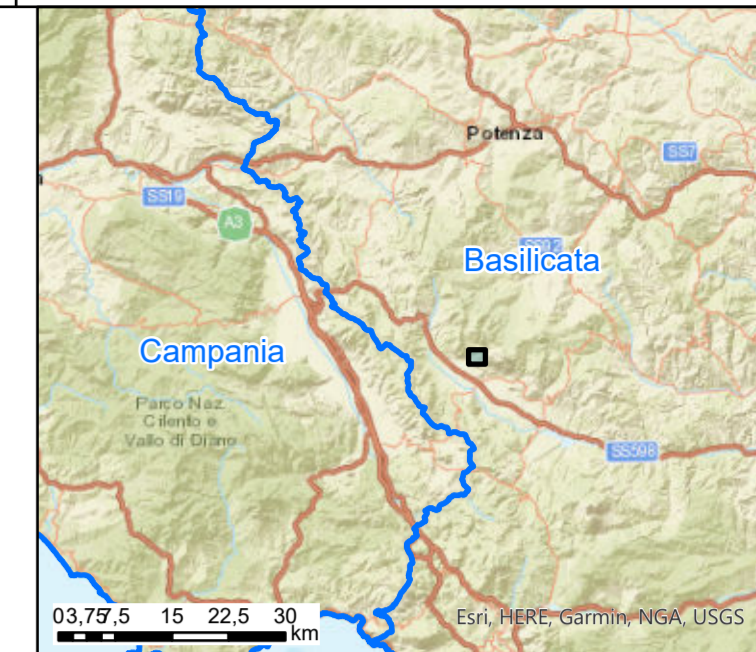 Potenza
SS7
SS19
A3
SS92
Basilicata
Campania
Parco Naz.
Cilento e
Vallo di Diano
SS598
03,757,5 15 22,5 30
km
Esri, HERE, Garmin, NGA, USGS